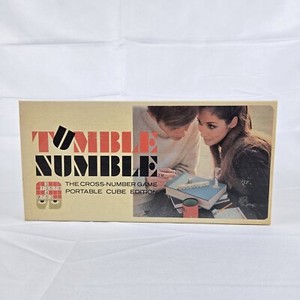 TUMBLE
NUMBLE
THE CROSS-NUMBER GAME
PORTABLE CUBE EDITION